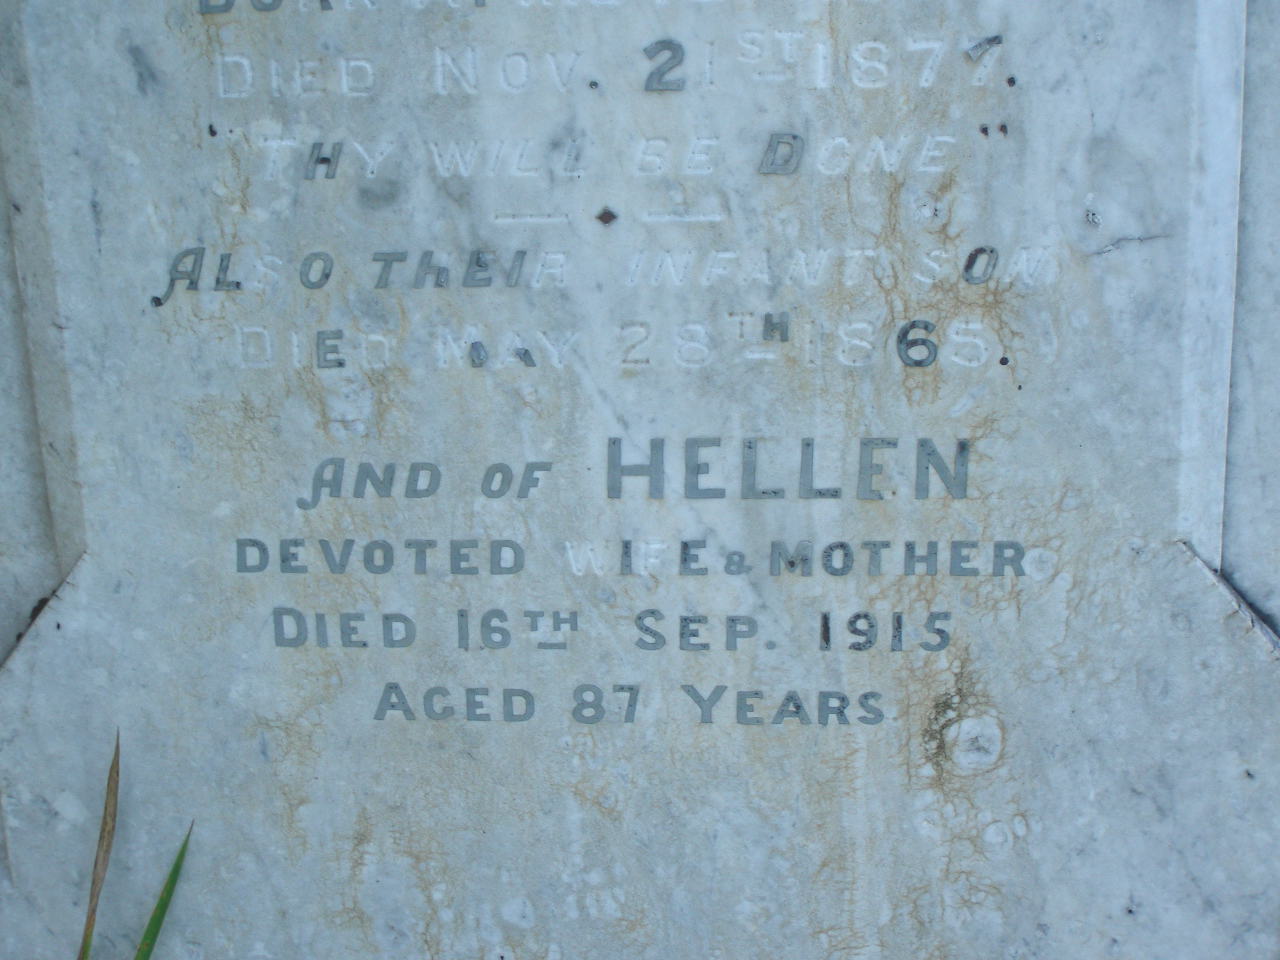 DIED NOV. 21ST 1877.
"THY WILL BE DONE"
ALSO THEIR INFANT SON
DIED MAY 28TH 1865.
AND OF HELLEN
DEVOTED WIFE & MOTHER
DIED 16TH SEP. 1915
AGED 87 YEARS